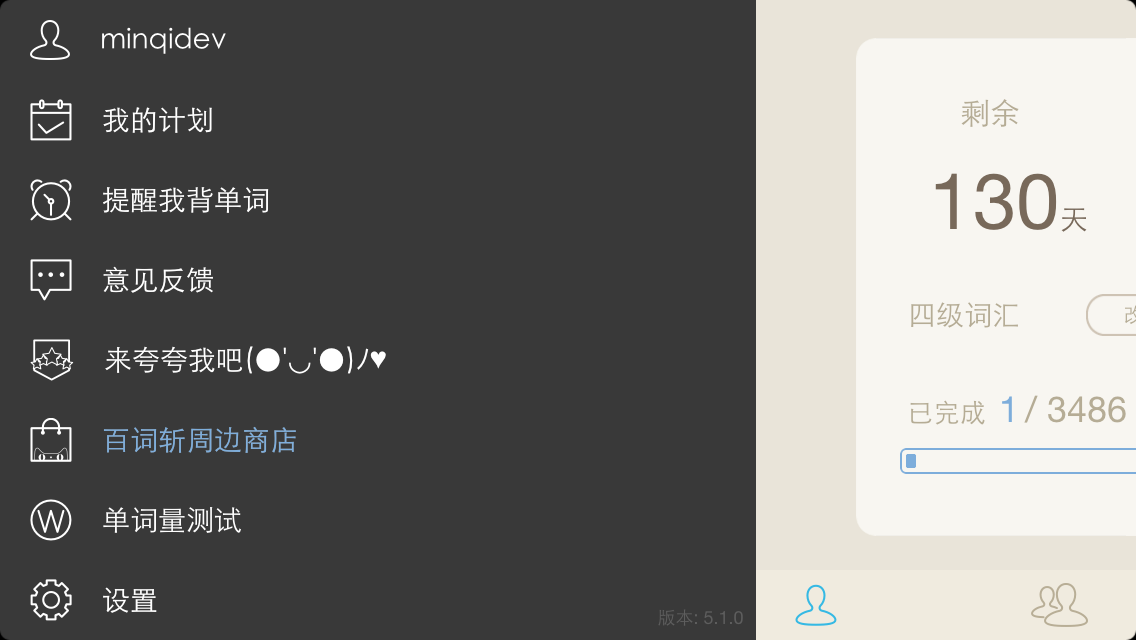 minqidev
我的计划
提醒我背单词
意见反馈
来夸夸我吧(●'◡'●)ﾉ♥
百词斩周边商店
单词量测试
设置
版本: 5.1.0
剩余
130天
四级词汇
已完成 1 / 3486